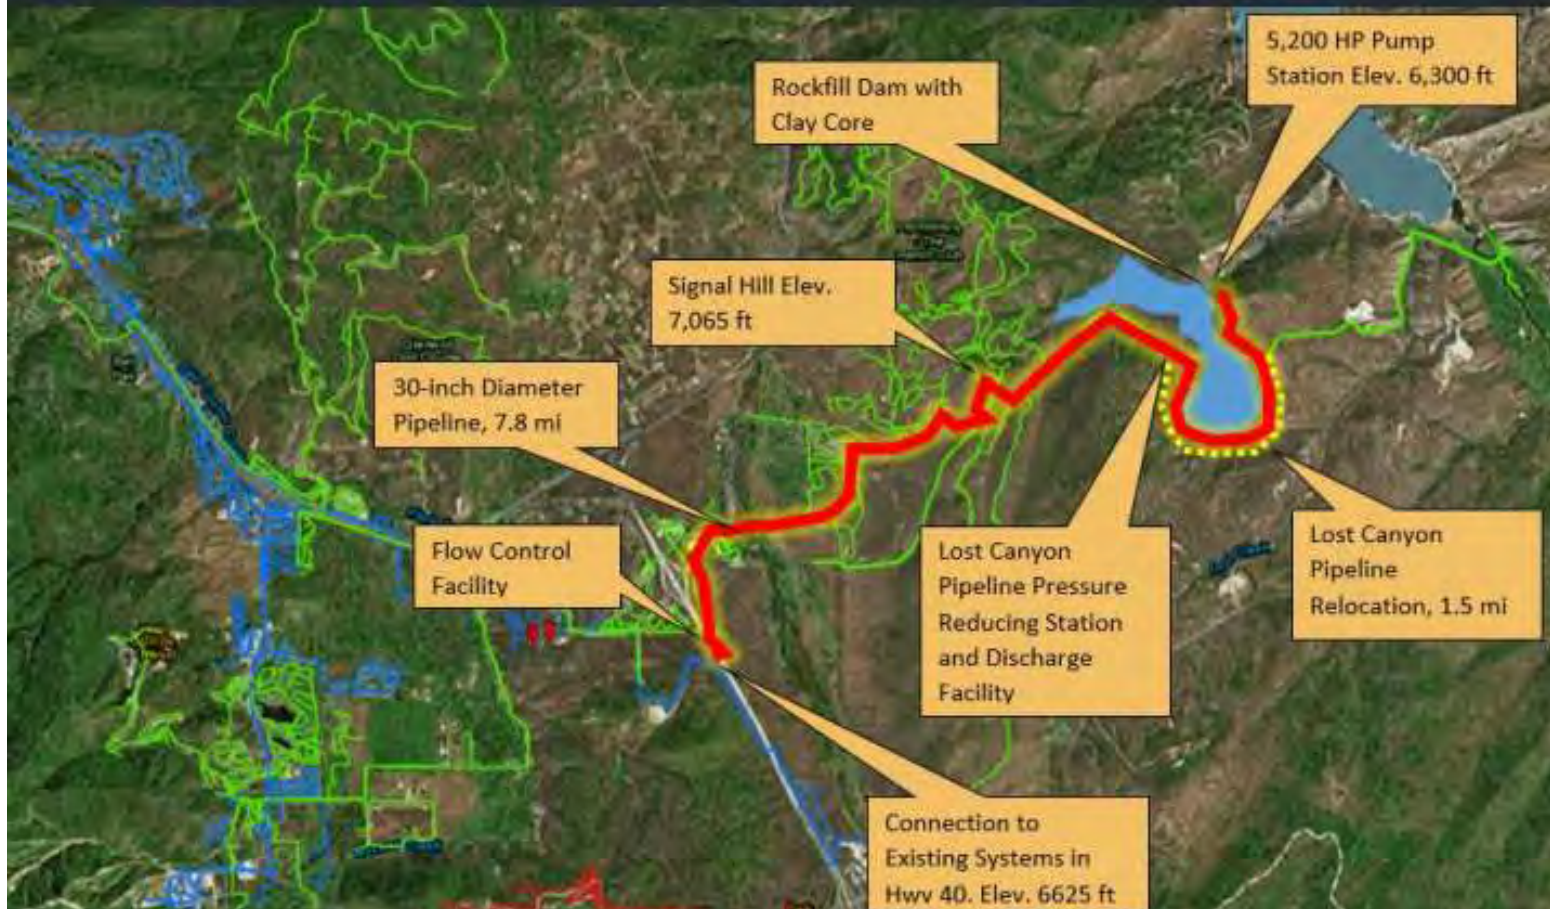 5,200 HP Pump
Station Elev. 6,300 ft
Rockfill Dam with
Clay Core
Signal Hill Elev.
7,065 ft
30-inch Diameter
Pipeline, 7.8 mi
Flow Control
Facility
Lost Canyon
Pipeline Pressure
Reducing Station
and Discharge
Facility
Lost Canyon
Pipeline
Relocation, 1.5 mi
Connection to
Existing Systems in
Hwy 40. Elev. 6625 ft